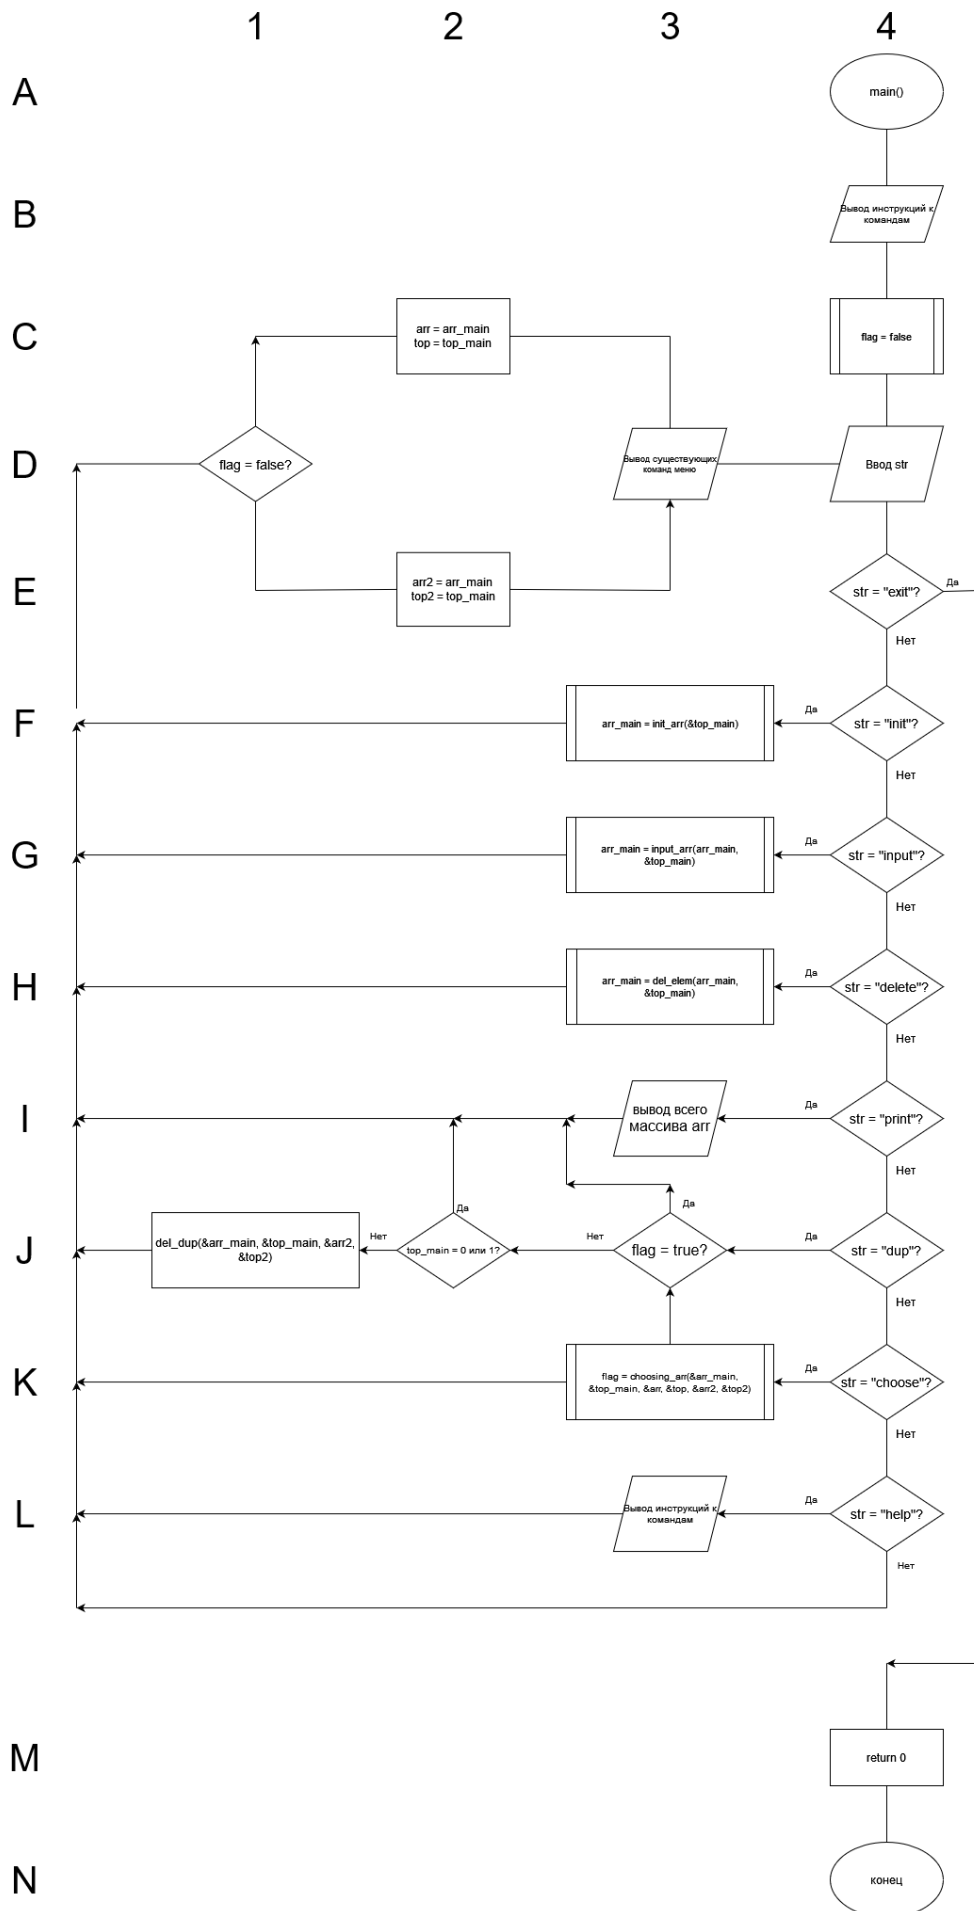 1 2 3 4
A
main()
B
Вывод инструкций к
командам
C
arr = arr_main
top = top_main
flag = false
D
flag = false?
Вывод существующих
команд меню
Ввод str
E
arr2 = arr_main
top2 = top_main
str = "exit"?
Да
Нет
F
arr_main = init_arr(&top_main)
Да
str = "init"?
Нет
G
arr_main = input_arr(arr_main,
&top_main)
Да
str = "input"?
Нет
H
arr_main = del_elem(arr_main,
&top_main)
Да
str = "delete"?
Нет
I
вывод всего
массива arr
Да
str = "print"?
Нет
J
del_dup(&arr_main, &top_main, &arr2,
&top2)
Нет
Да
top_main = 0 или 1?
Нет
Да
flag = true?
Да
str = "dup"?
Нет
K
flag = choosing_arr(&arr_main,
&top_main, &arr, &top, &arr2, &top2)
Да
str = "choose"?
Нет
L
Вывод инструкций к
командам
Да
str = "help"?
Нет
M
return 0
N
конец